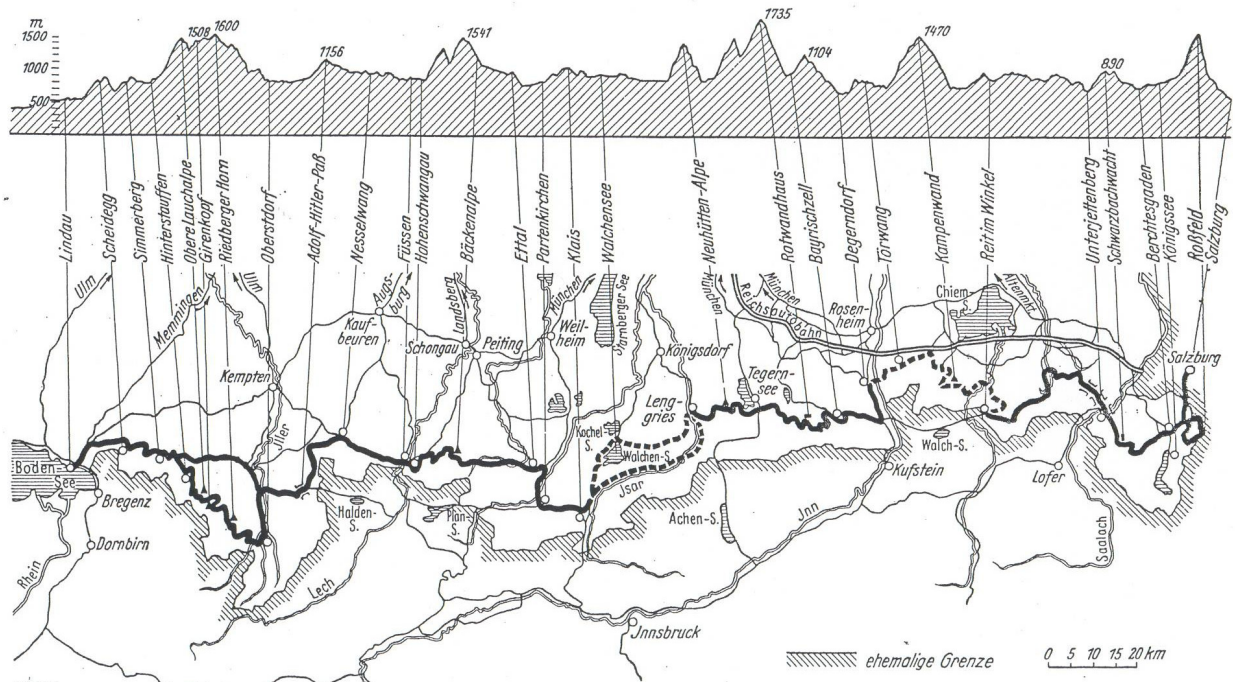 m
1500
1000
500
1508
1600
1156
1541
1735
1104
1470
890
Lindau
Scheidegg
Simmerberg
Hinterstauffen
Obere Lauchalpe
Girenkopf
Riedberger Horn
Oberstdorf
Adolf-Hitler-Paß
Nesselwang
Füssen
Hohenschwangau
Bäckenalpe
Ettal
Partenkirchen
Klais
Walchensee
Neuhütten-Alpe
Rotwandhaus
Bayrischzell
Degerndorf
Törwang
Kampenwand
Reit im Winkel
Unterjettenberg
Schwarzbachwacht
Berchtesgaden
Königssee
Roßfeld
Salzburg
Ulm
Memmingen
Ulm
Augsburg
Landsberg
München
Starnberger See
München
München
Reichsautobahn
Rosenheim
Chiem-S.
Altenmkt
Kaufbeuren
Schongau
Peiting
Weilheim
Königsdorf
Tegernsee
Salzburg
Kempten
Lenggries
Iller
Kochel-S.
Walchen-S.
Walch-S.
Boden-See
Bregenz
Isar
Kufstein
Lofer
Halden-S.
Plan-S.
Achen-S.
Inn
Dornbirn
Saalach
Rhein
Lech
Innsbruck
ehemalige Grenze
0 5 10 15 20 km